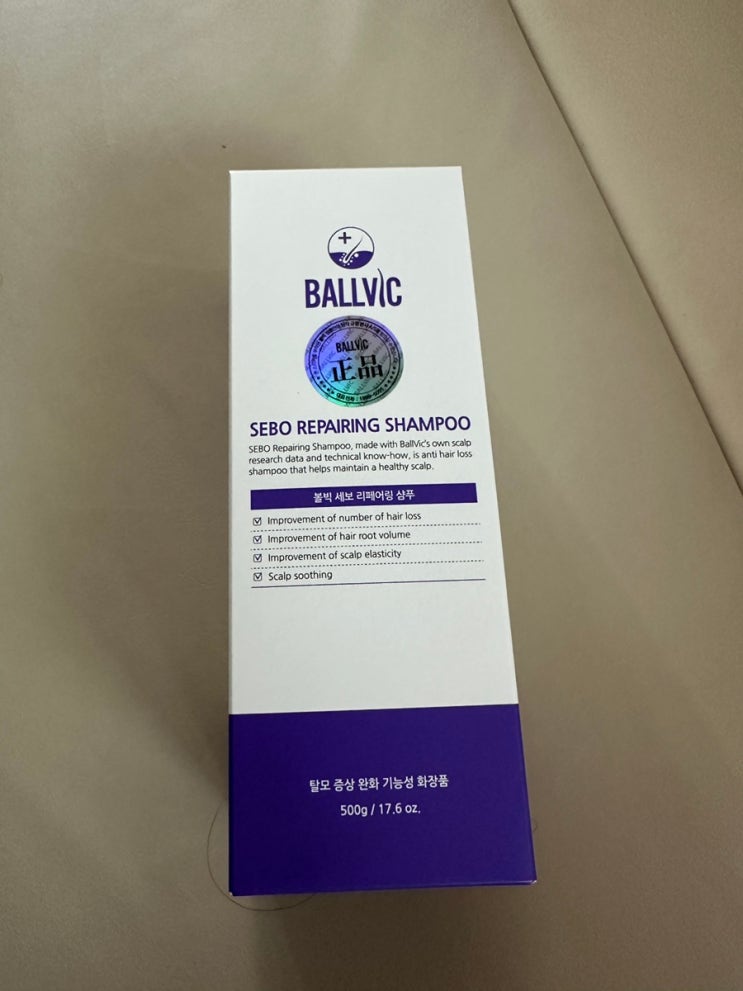 BALLVIC
BALLVIC
正品
SEBO REPAIRING SHAMPOO
SEBO Repairing Shampoo, made with BallVic's own scalp
research data and technical know-how, is anti hair loss
shampoo that helps maintain a healthy scalp.
볼빅 세보 리페어링 샴푸
Improvement of number of hair loss
Improvement of hair root volume
Improvement of scalp elasticity
Scalp soothing
탈모 증상 완화 기능성 화장품
500g / 17.6 oz.